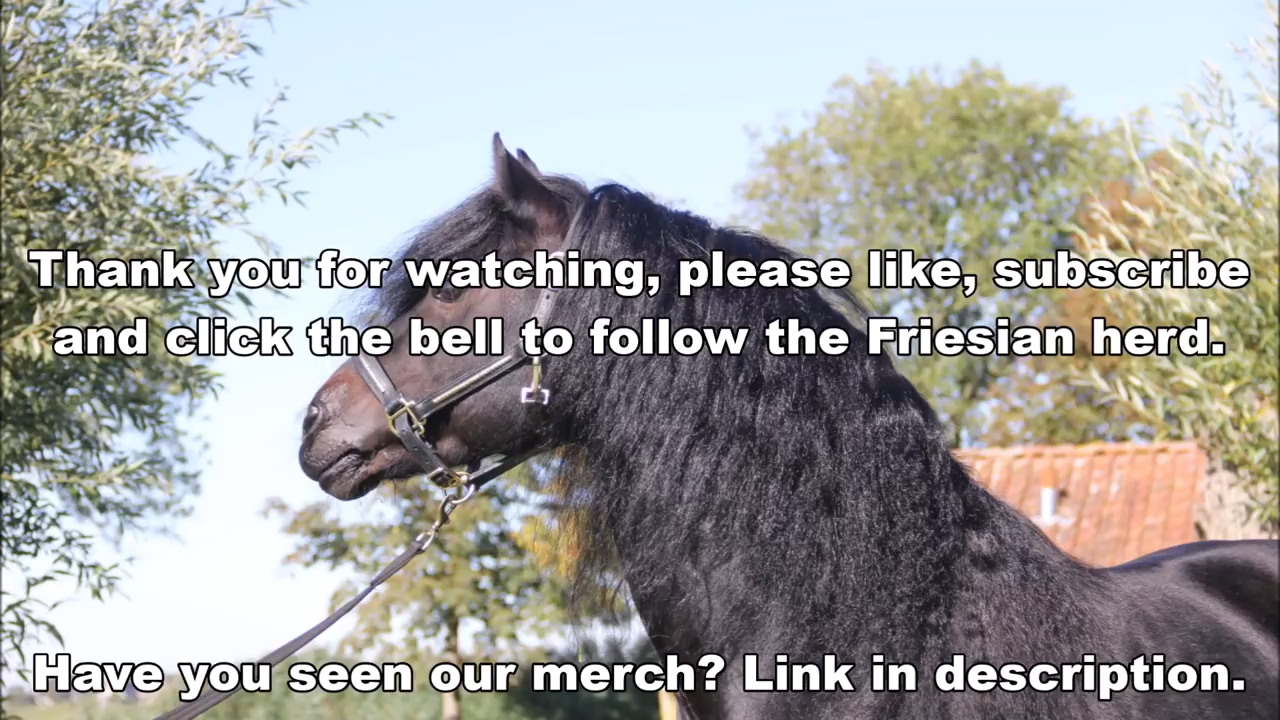 Thank you for watching, please like, subscribe
and click the bell to follow the Friesian herd.
Have you seen our merch? Link in description.